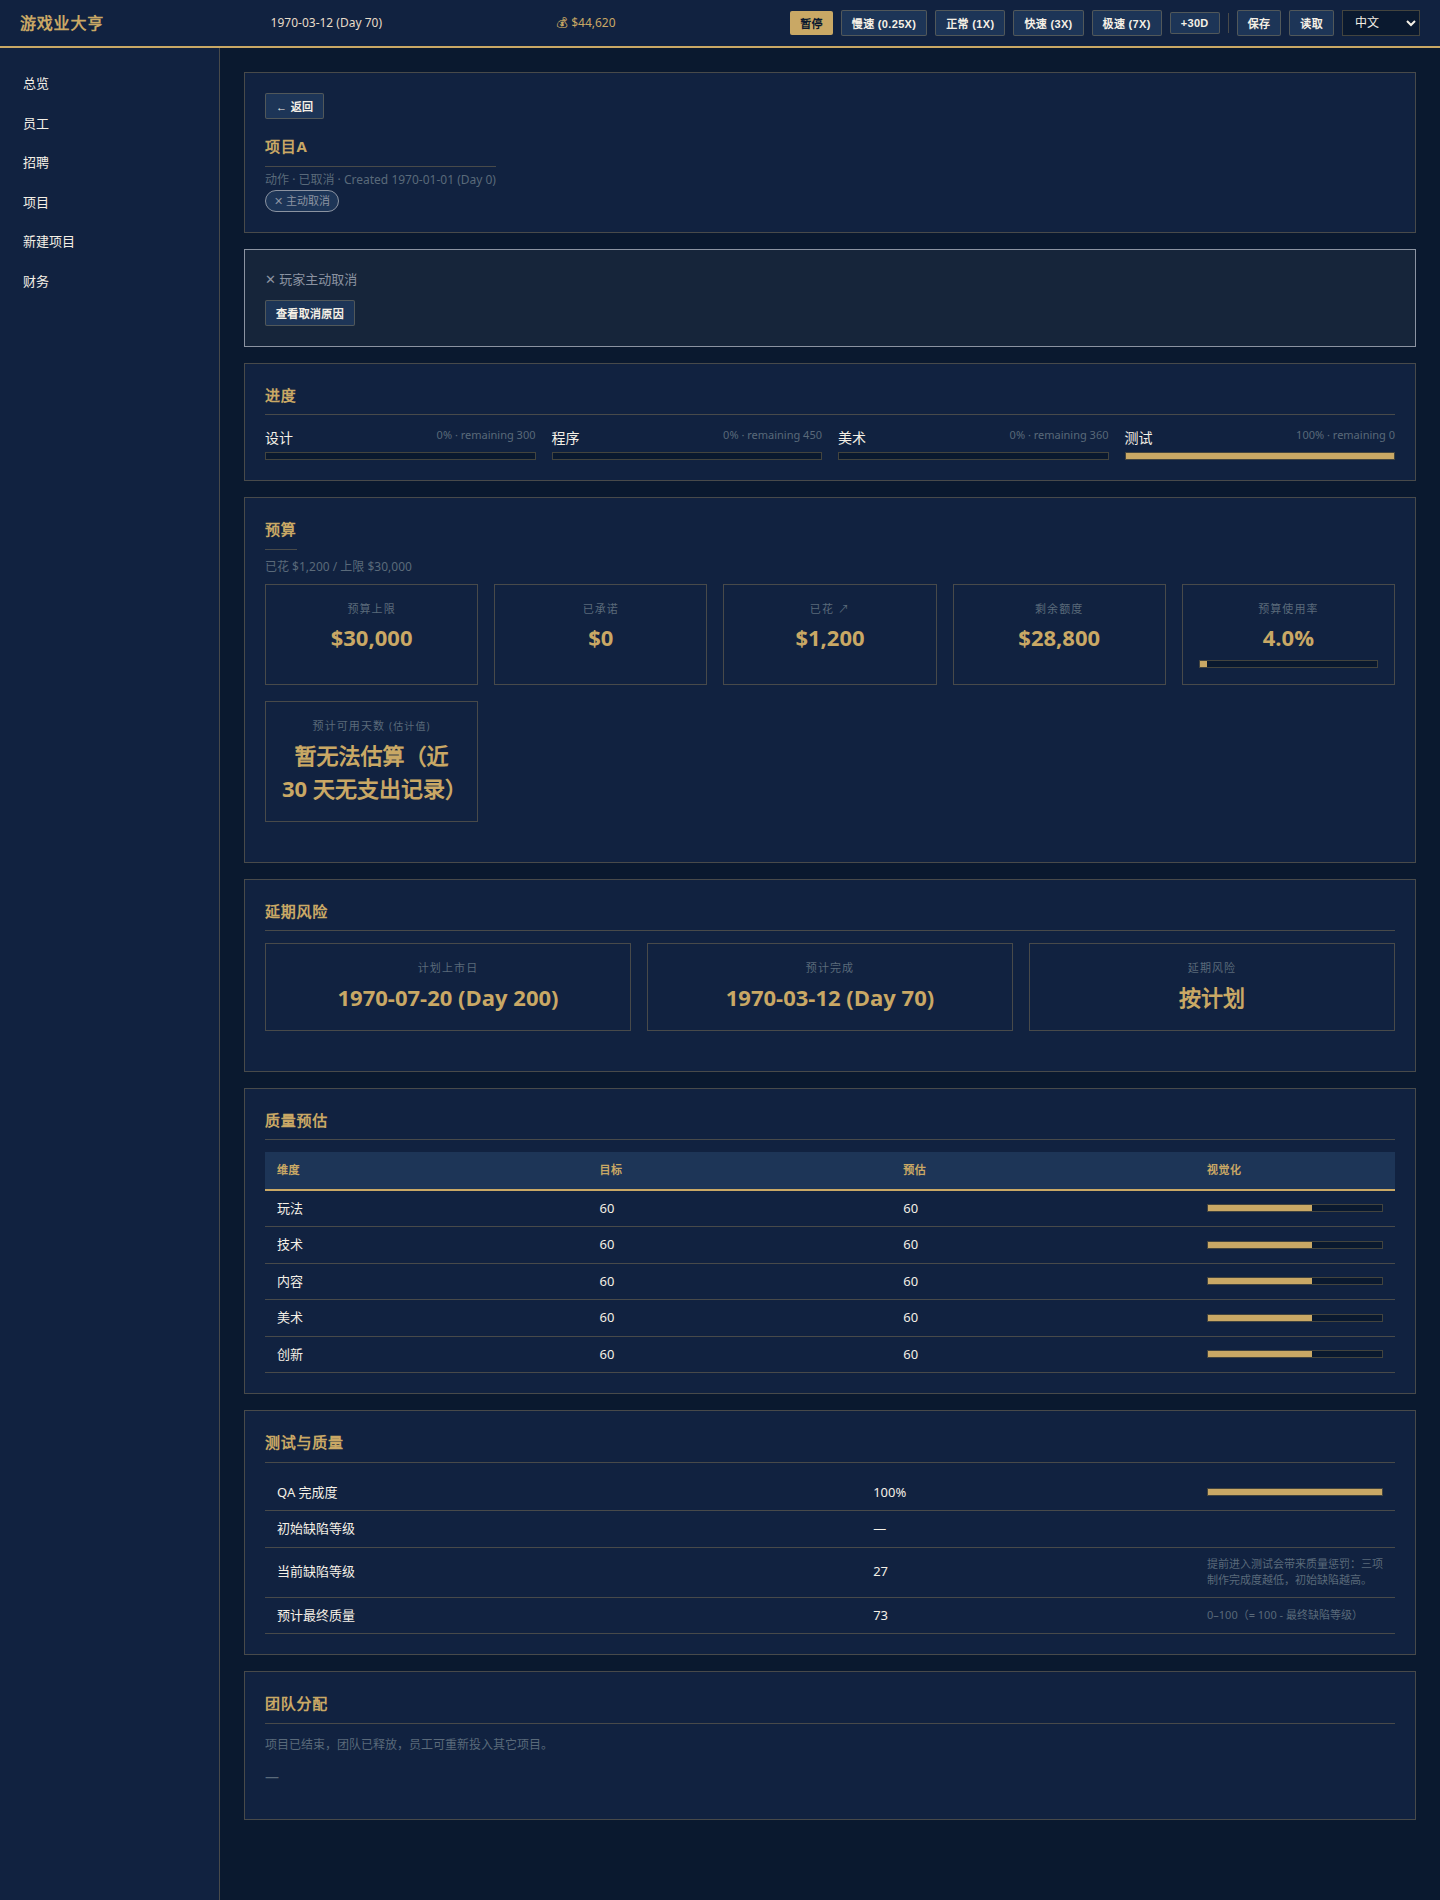 游戏业大亨
1970-03-12 (Day 70)
💰 $44,620
暂停
慢速 (0.25X)
正常 (1X)
快速 (3X)
极速 (7X)
+30D
保存
读取
中文
总览
员工
招聘
项目
新建项目
财务
← 返回
项目A
动作 · 已取消 · Created 1970-01-01 (Day 0)
✕ 主动取消
✕ 玩家主动取消
查看取消原因
进度
设计 0% · remaining 300
程序 0% · remaining 450
美术 0% · remaining 360
测试 100% · remaining 0
预算
已花 $1,200 / 上限 $30,000
预算上限
$30,000
已承诺
$0
已花 ↗
$1,200
剩余额度
$28,800
预算使用率
4.0%
预计可用天数 (估计值)
暂无法估算（近
30 天无支出记录）
延期风险
计划上市日
1970-07-20 (Day 200)
预计完成
1970-03-12 (Day 70)
延期风险
按计划
质量预估
维度 目标 预估 视觉化
玩法 60 60
技术 60 60
内容 60 60
美术 60 60
创新 60 60
测试与质量
QA 完成度 100%
初始缺陷等级 —
当前缺陷等级 27 提前进入测试会带来质量惩罚：三项
制作完成度越低，初始缺陷越高。
预计最终质量 73 0–100（= 100 - 最终缺陷等级）
团队分配
项目已结束，团队已释放，员工可重新投入其它项目。
—